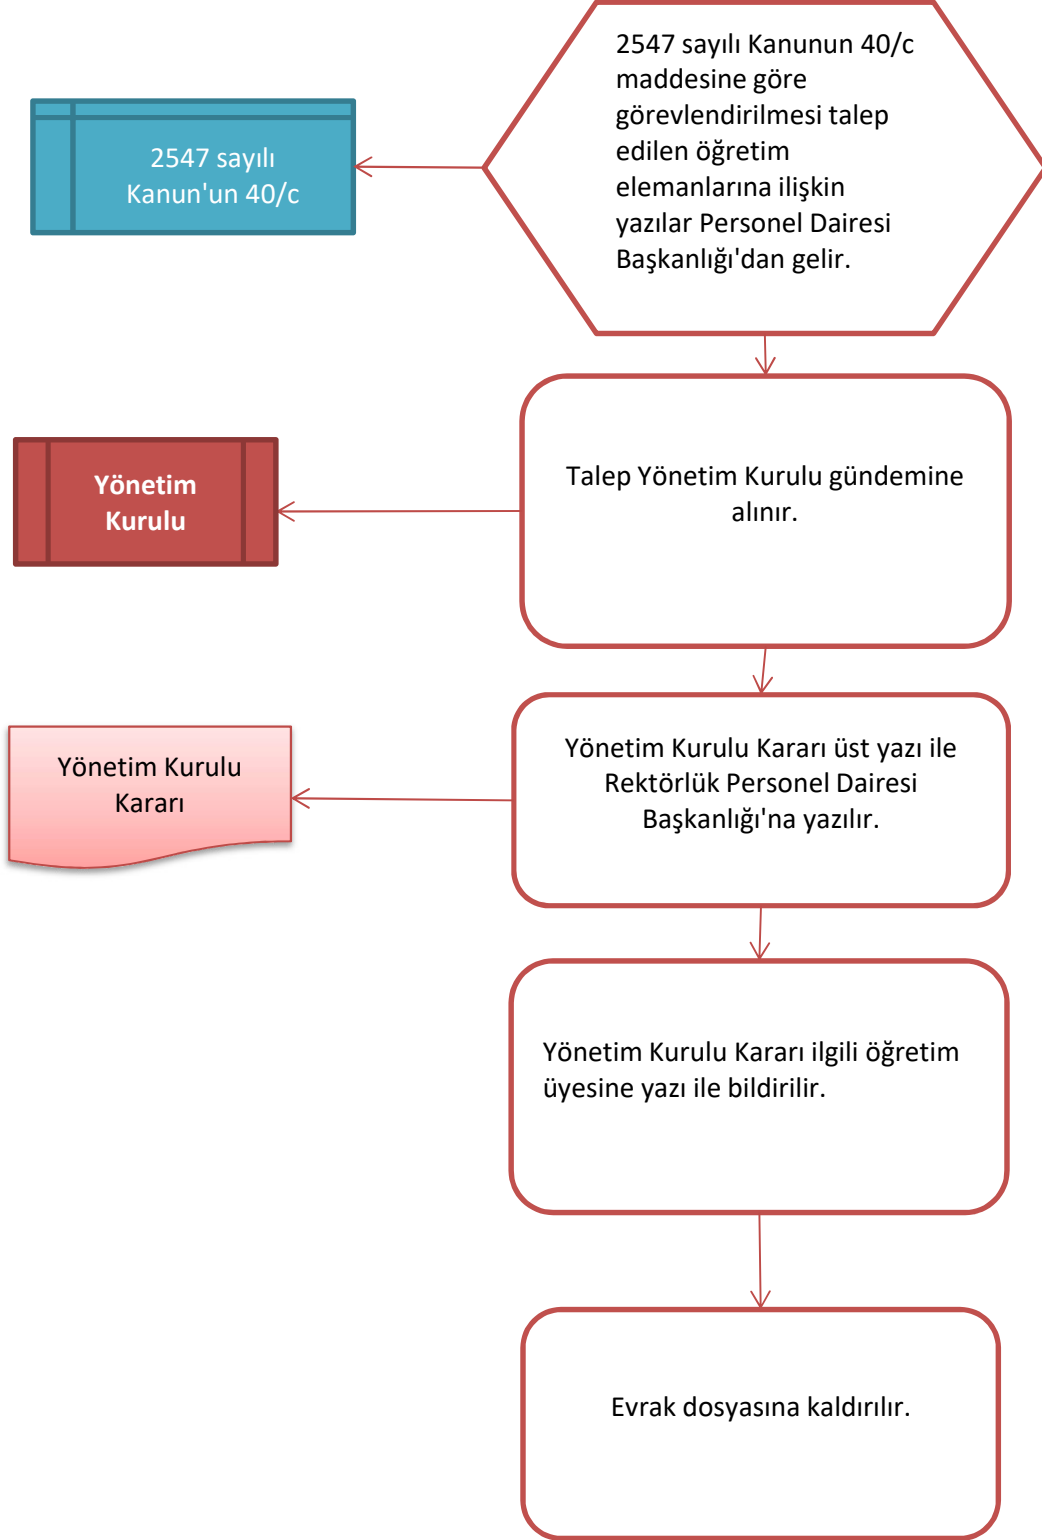 2547 sayılı Kanunun 40/c
maddesine göre
görevlendirilmesi talep
edilen öğretim
elemanlarına ilişkin
yazılar Personel Dairesi
Başkanlığı'dan gelir.
2547 sayılı
Kanun'un 40/c
Talep Yönetim Kurulu gündemine
alınır.
Yönetim
Kurulu
Yönetim Kurulu Kararı üst yazı ile
Rektörlük Personel Dairesi
Başkanlığı'na yazılır.
Yönetim Kurulu
Kararı
Yönetim Kurulu Kararı ilgili öğretim
üyesine yazı ile bildirilir.
Evrak dosyasına kaldırılır.